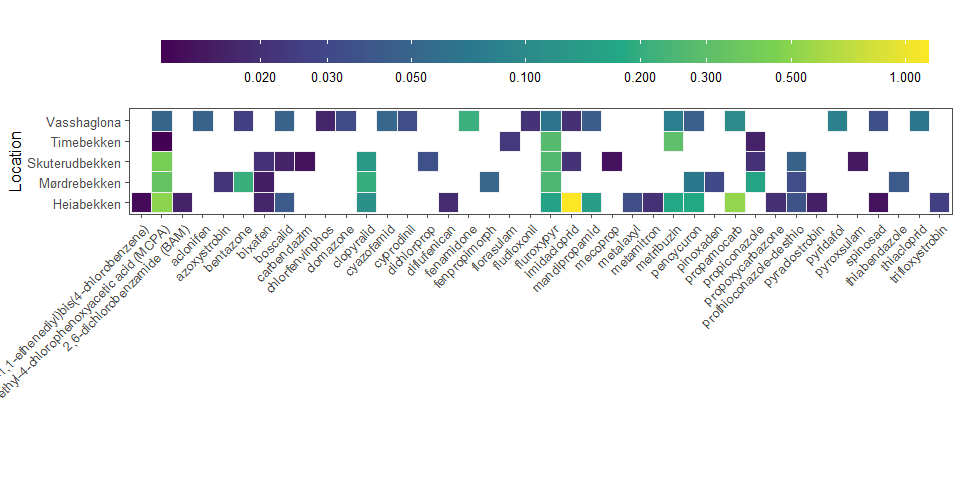 0.020 0.030 0.050 0.100 0.200 0.300 0.500 1.000
Location
Vasshaglona
Timebekken
Skuterudbekken
Mørdrebekken
Heiabekken
1,1-ethenediyl)bis(4-chlorobenzene)
ethyl-4-chlorophenoxyacetic acid (MCPA)
2,6-dichlorobenzamide (BAM)
aclonifen
azoxystrobin
bentazone
bixafen
boscalid
carbendazim
chlorfenvinphos
clomazone
clopyralid
cyazofamid
cyprodinil
dichlorprop
diflufenican
fenamidone
fenpropimorph
florasulam
fludioxonil
fluroxypyr
imidacloprid
mandipropamid
mecoprop
metalaxyl
metamitron
metribuzin
pencycuron
pinoxaden
propamocarb
propiconazole
propoxycarbazone
prothioconazole-desthio
pyraclostrobin
pyridafol
pyroxsulam
spinosad
thiabendazole
thiacloprid
trifloxystrobin